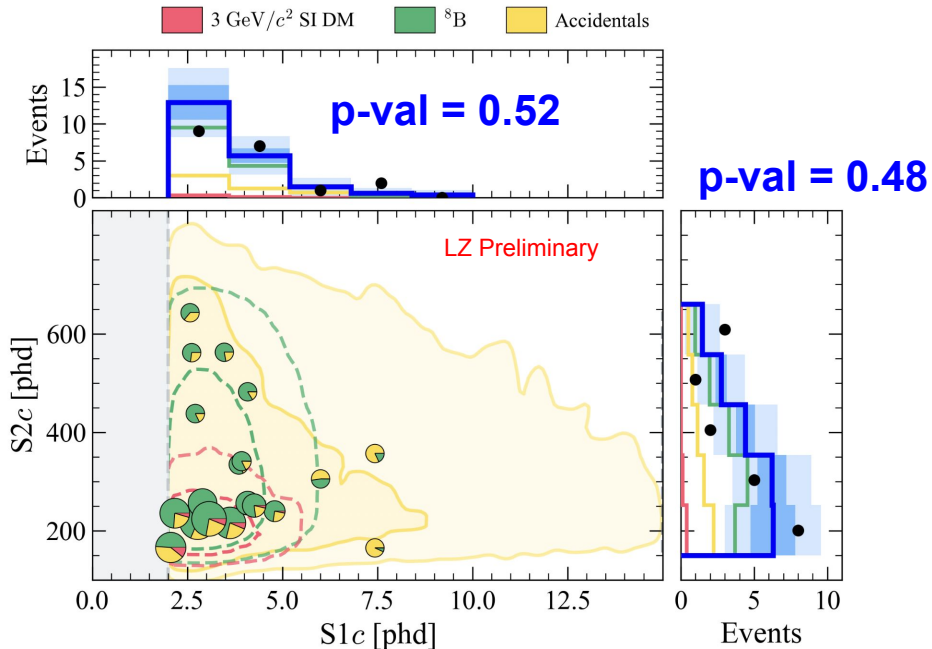 3 GeV/c² SI DM ⁸B Accidentals
Events
15
10
5
0
p-val = 0.52
p-val = 0.48
LZ Preliminary
S2c [phd]
600
400
200
100
0.0 2.5 5.0 7.5 10.0 12.5
S1c [phd]
0 5 10
Events